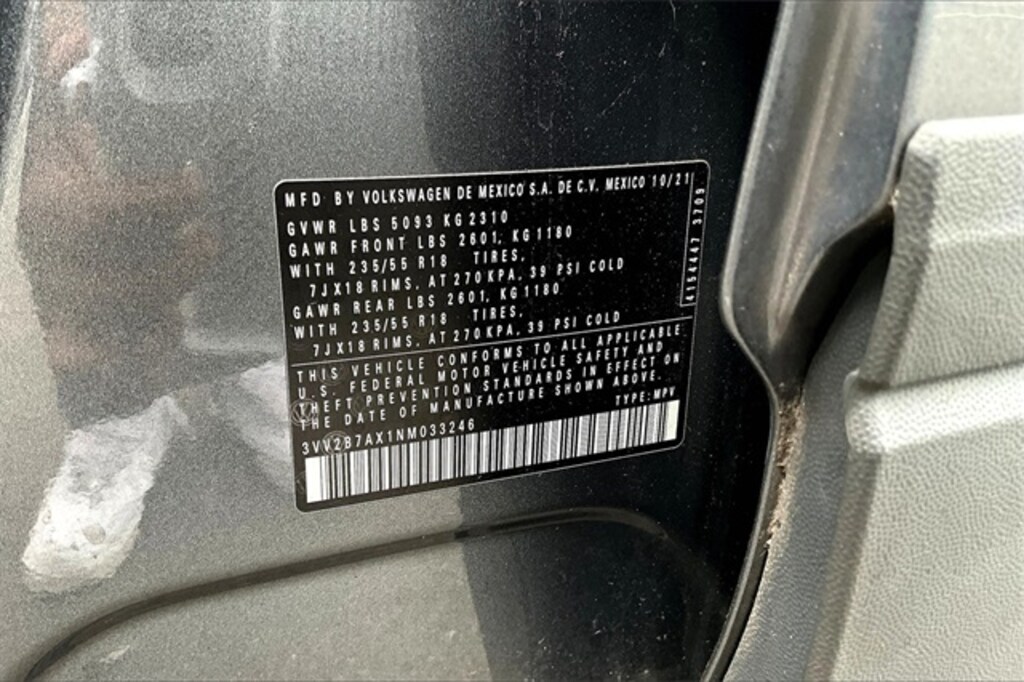 MFD BY VOLKSWAGEN DE MEXICO S.A. DE C.V. MEXICO 10/21
GVWR LBS 5093 KG 2310
GAWR FRONT LBS 2601, KG 1180
WITH 235/55 R18 TIRES,
7JX18 RIMS, AT 270 KPA, 39 PSI COLD
GAWR REAR LBS 2601, KG 1180
WITH 235/55 R18 TIRES,
7JX18 RIMS, AT 270 KPA, 39 PSI COLD
4154447 3709
THIS VEHICLE CONFORMS TO ALL APPLICABLE
U.S. FEDERAL MOTOR VEHICLE SAFETY AND
THEFT PREVENTION STANDARDS IN EFFECT ON
THE DATE OF MANUFACTURE SHOWN ABOVE.
TYPE: MPV
3VV2B7AX1NM033246